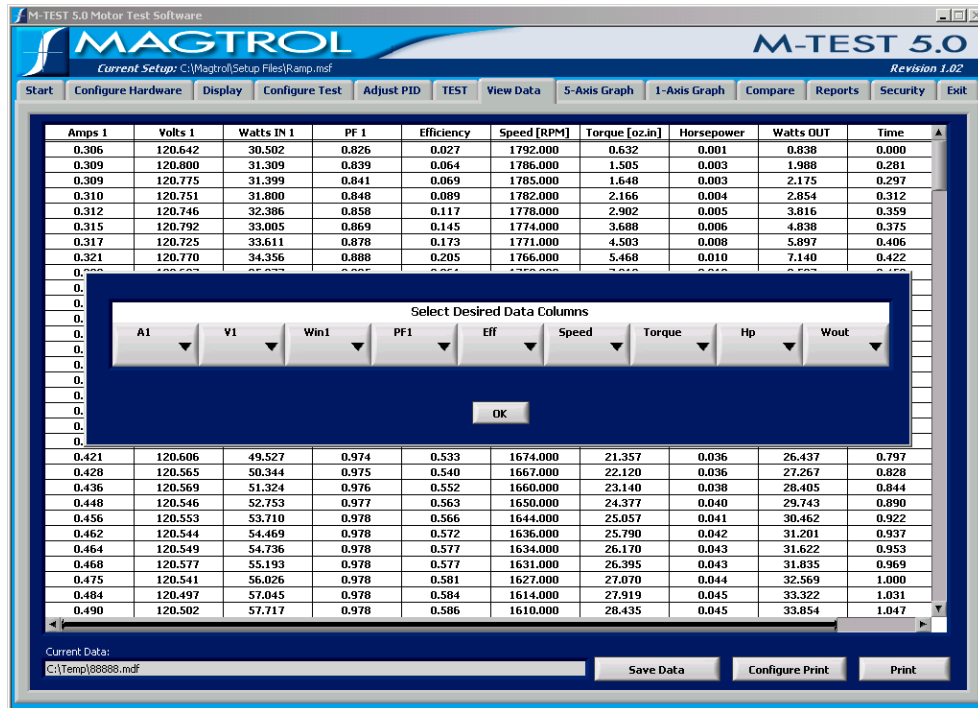 M-TEST 5.0 Motor Test Software
MAGTROL
M-TEST 5.0
Current Setup: C:\Magtrol\Setup Files\Ramp.msf
Revision 1.02
Start Configure Hardware Display Configure Test Adjust PID TEST View Data 5-Axis Graph 1-Axis Graph Compare Reports Security Exit
Amps 1 Volts 1 Watts IN 1 PF 1 Efficiency Speed [RPM] Torque [oz.in] Horsepower Watts OUT Time
0.306 120.642 30.502 0.826 0.027 1792.000 0.632 0.001 0.838 0.000
0.309 120.800 31.309 0.839 0.064 1786.000 1.505 0.003 1.988 0.281
0.309 120.775 31.399 0.841 0.069 1785.000 1.648 0.003 2.175 0.297
0.310 120.751 31.800 0.848 0.089 1782.000 2.166 0.004 2.854 0.312
0.312 120.746 32.386 0.858 0.117 1778.000 2.902 0.005 3.816 0.359
0.315 120.792 33.005 0.869 0.145 1774.000 3.688 0.006 4.838 0.375
0.317 120.725 33.611 0.878 0.173 1771.000 4.503 0.008 5.897 0.406
0.321 120.770 34.356 0.888 0.205 1766.000 5.468 0.010 7.140 0.422
Select Desired Data Columns
A1 V1 Win1 PF1 Eff Speed Torque Hp Wout
OK
0.421 120.606 49.527 0.974 0.533 1674.000 21.357 0.036 26.437 0.797
0.428 120.565 50.344 0.975 0.540 1667.000 22.120 0.036 27.267 0.828
0.436 120.569 51.324 0.976 0.552 1660.000 23.140 0.038 28.405 0.844
0.448 120.546 52.753 0.977 0.563 1650.000 24.377 0.040 29.743 0.890
0.456 120.553 53.710 0.978 0.566 1644.000 25.057 0.041 30.462 0.922
0.462 120.544 54.469 0.978 0.572 1636.000 25.790 0.042 31.201 0.937
0.464 120.549 54.736 0.978 0.577 1634.000 26.170 0.043 31.622 0.953
0.468 120.577 55.193 0.978 0.577 1631.000 26.395 0.043 31.835 0.969
0.475 120.541 56.026 0.978 0.581 1627.000 27.070 0.044 32.569 1.000
0.484 120.497 57.045 0.978 0.584 1614.000 27.919 0.045 33.322 1.031
0.490 120.502 57.717 0.978 0.586 1610.000 28.435 0.045 33.854 1.047
Current Data:
C:\Temp\88888.mdf
Save Data Configure Print Print